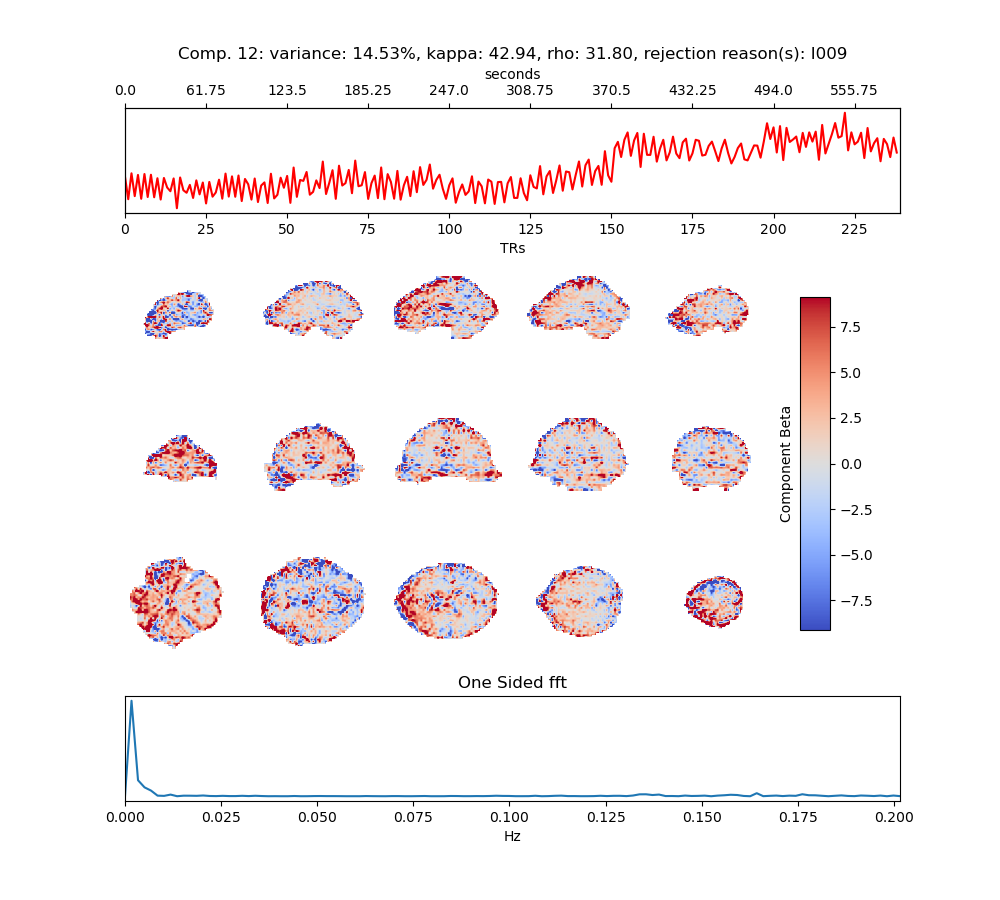 Comp. 12: variance: 14.53%, kappa: 42.94, rho: 31.80, rejection reason(s): I009
seconds
0.0 61.75 123.5 185.25 247.0 308.75 370.5 432.25 494.0 555.75
0 25 50 75 100 125 150 175 200 225
TRs
7.5
5.0
2.5
0.0
−2.5
−5.0
−7.5
Component Beta
One Sided fft
0.000 0.025 0.050 0.075 0.100 0.125 0.150 0.175 0.200
Hz